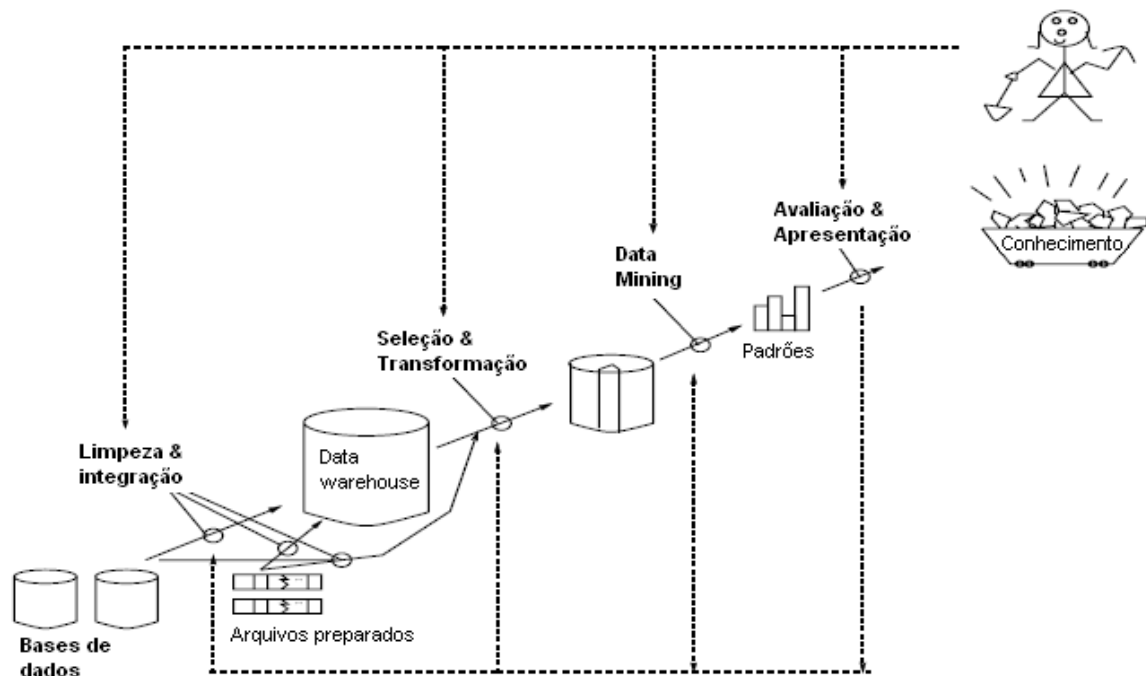 Conhecimento
Avaliação &
Apresentação
Data
Mining
Padrões
Seleção &
Transformação
Data
warehouse
Limpeza &
integração
Arquivos preparados
Bases de
dados